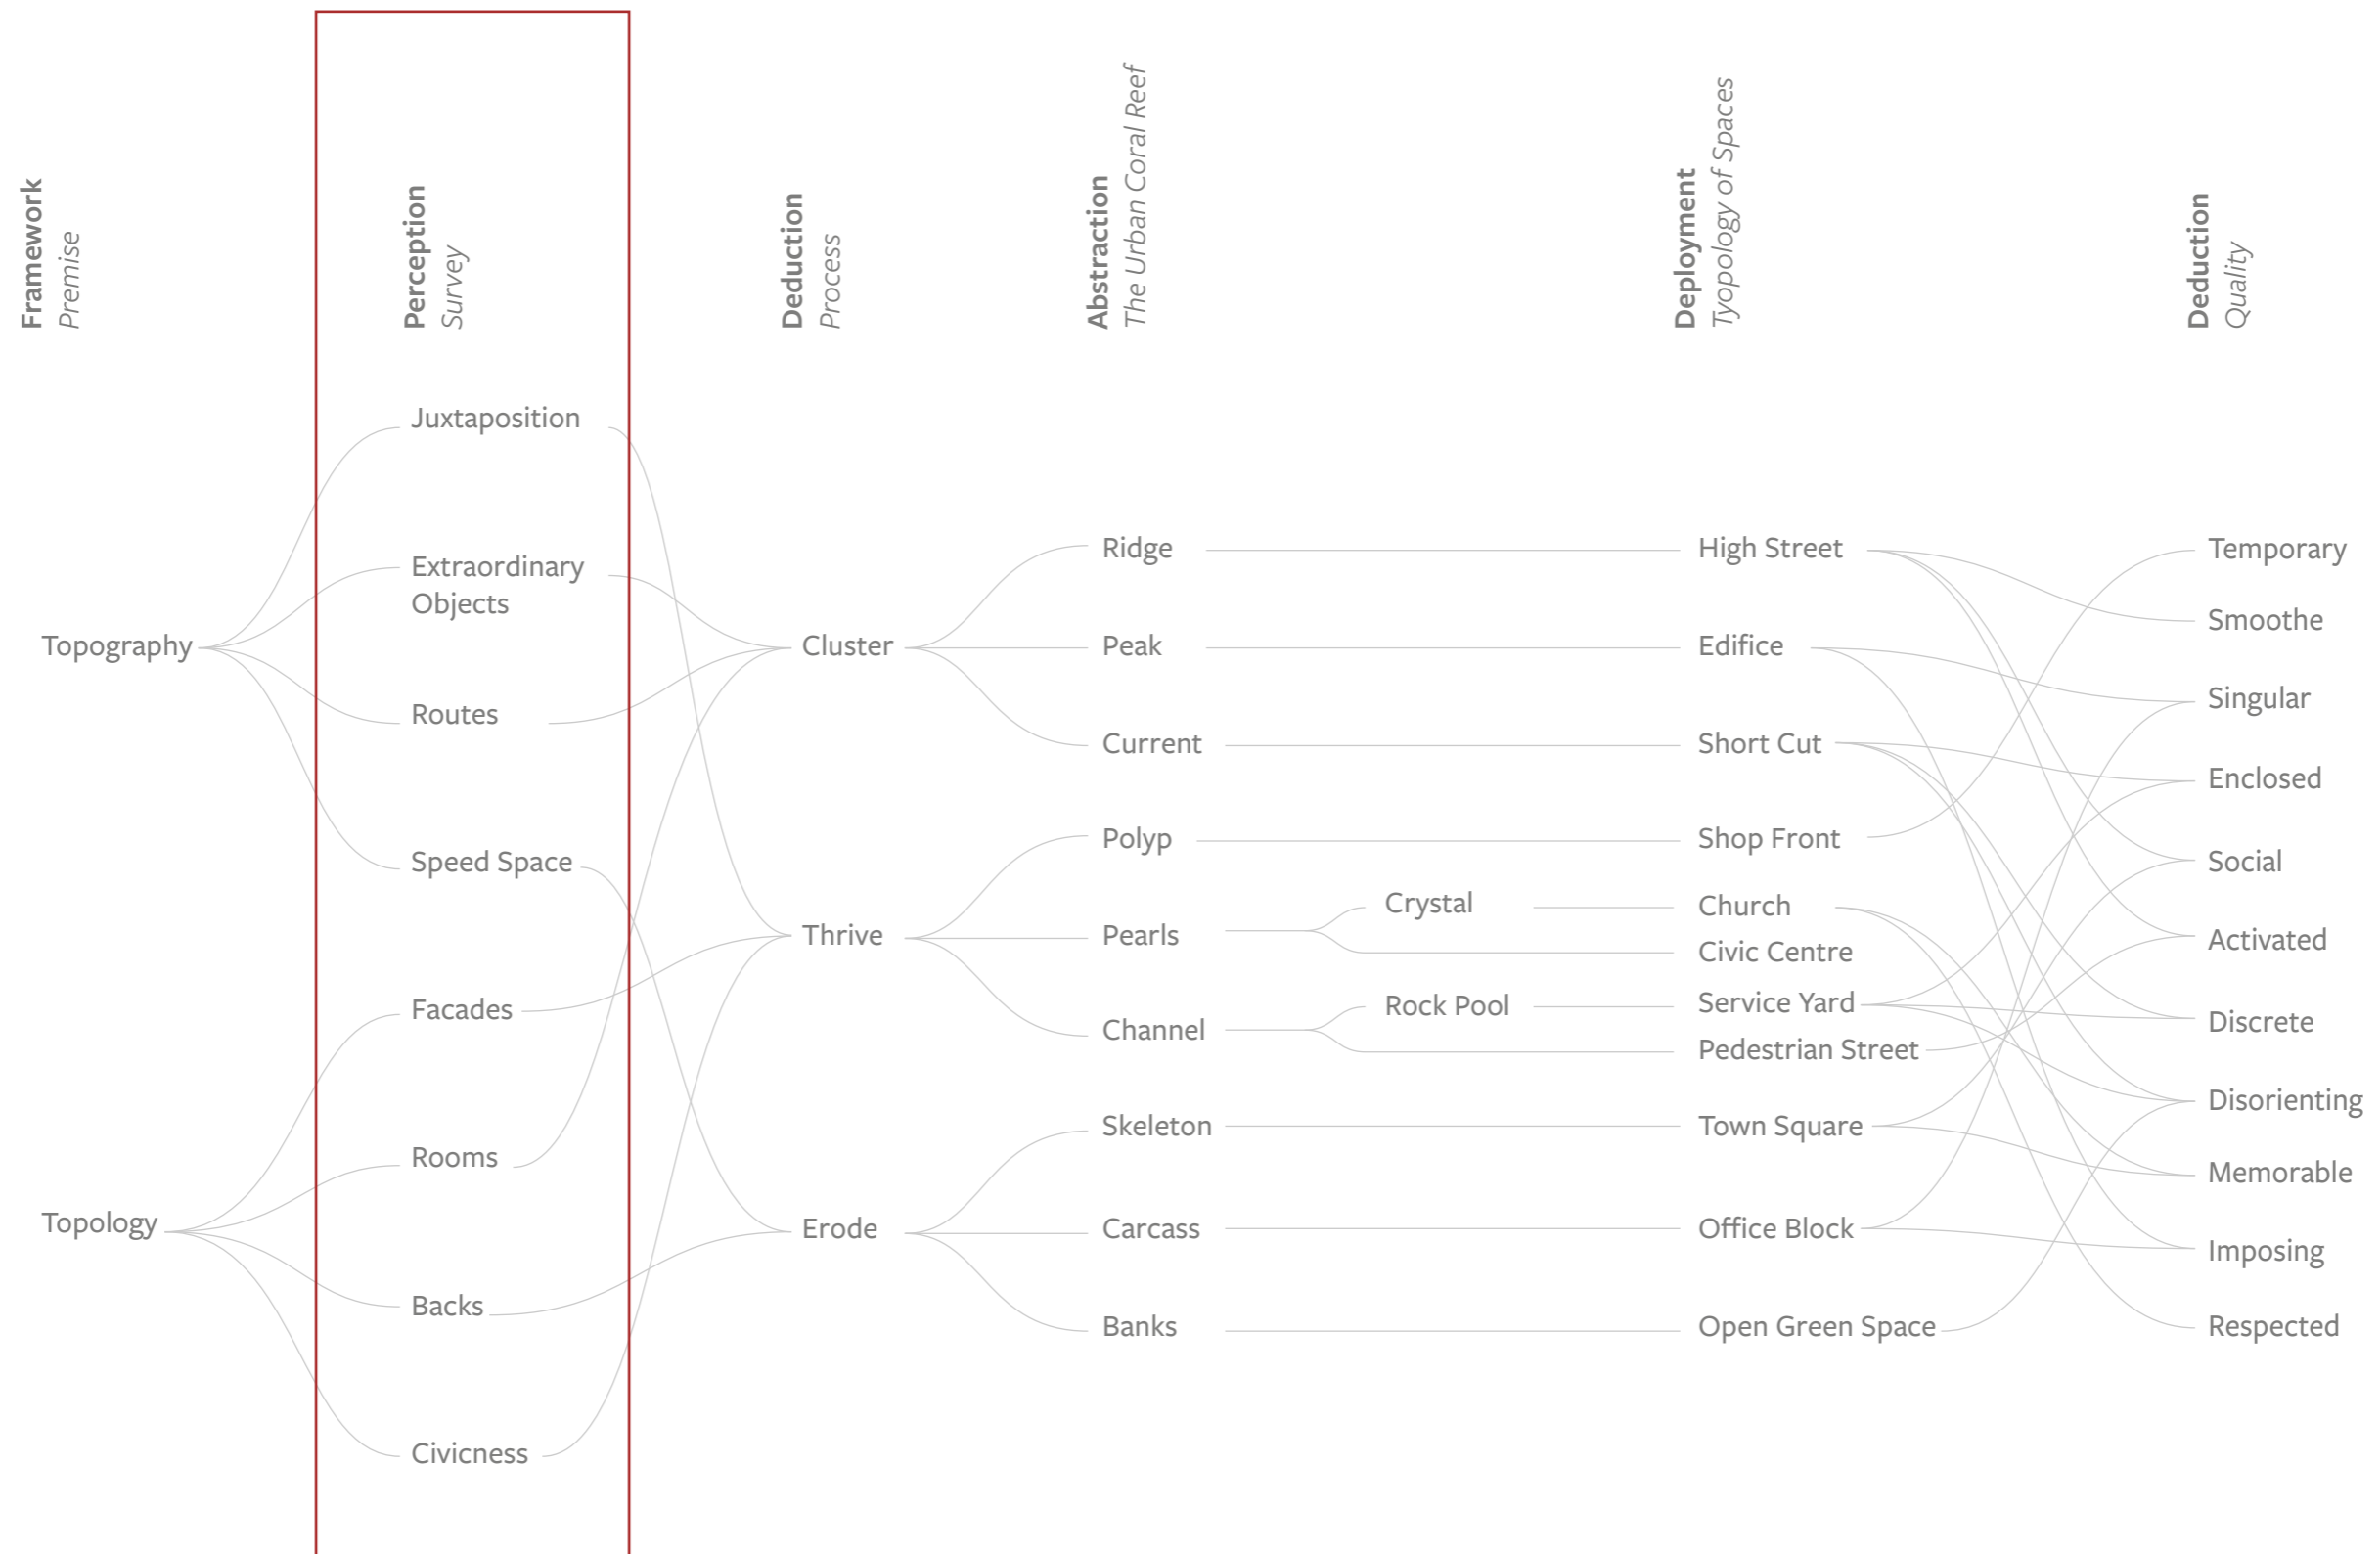 Framework
Premise
Perception
Survey
Deduction
Process
Abstraction
The Urban Coral Reef
Deployment
Tyopology of Spaces
Deduction
Quality
Topography
Topology
Juxtaposition
Extraordinary
Objects
Routes
Speed Space
Facades
Rooms
Backs
Civicness
Cluster
Thrive
Erode
Ridge
Peak
Current
Polyp
Pearls
Channel
Skeleton
Carcass
Banks
Crystal
Rock Pool
High Street
Edifice
Short Cut
Shop Front
Church
Civic Centre
Service Yard
Pedestrian Street
Town Square
Office Block
Open Green Space
Temporary
Smoothe
Singular
Enclosed
Social
Activated
Discrete
Disorienting
Memorable
Imposing
Respected